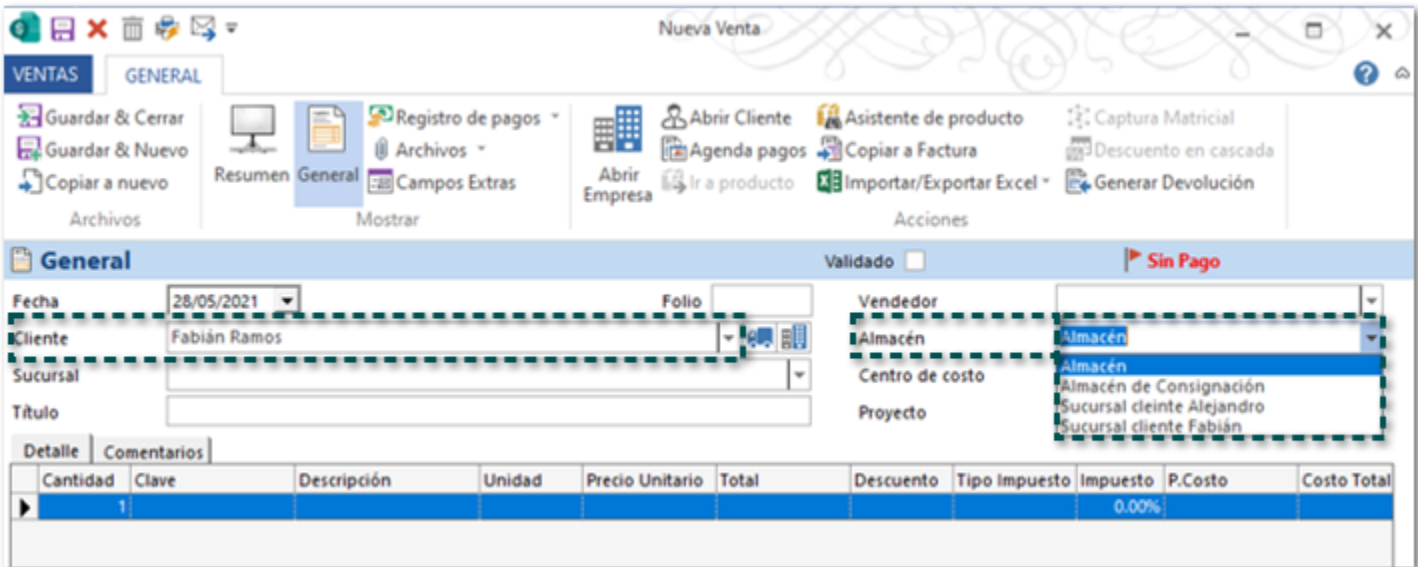 Nueva Venta
VENTAS GENERAL
Guardar & Cerrar
Guardar & Nuevo
Copiar a nuevo
Archivos
Resumen
General
Registro de pagos
Archivos
Campos Extras
Mostrar
Abrir
Empresa
Abrir Cliente
Agenda pagos
Ir a producto
Asistente de producto
Copiar a Factura
Importar/Exportar Excel
Captura Matricial
Descuento en cascada
Generar Devolución
Acciones
General Validado Sin Pago
Fecha 28/05/2021 Folio Vendedor
Cliente Fabián Ramos Almacén Almacén
Sucursal Centro de costo
Título Proyecto
Almacén
Almacén de Consignación
Sucursal cleinte Alejandro
Sucursal cliente Fabián
Detalle Comentarios
Cantidad Clave Descripción Unidad Precio Unitario Total Descuento Tipo Impuesto Impuesto P.Costo Costo Total
1 0.00%